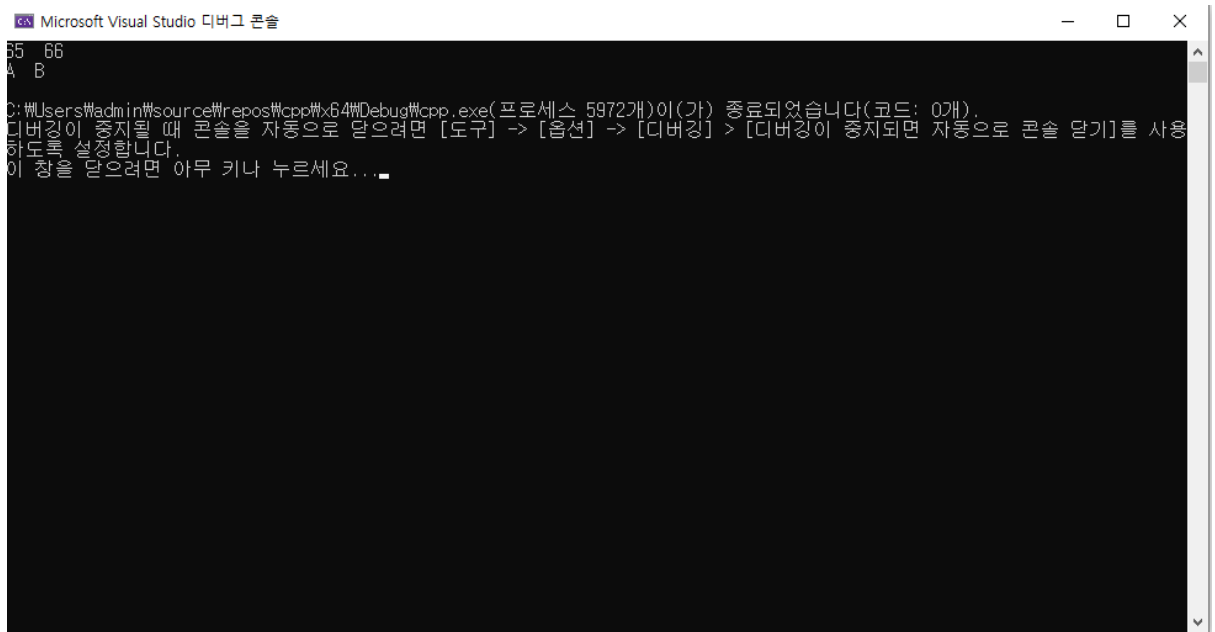 Microsoft Visual Studio 디버그 콘솔
65  66
A  B
C:₩Users₩admin₩source₩repos₩cpp₩x64₩Debug₩cpp.exe(프로세스 5972개)이(가) 종료되었습니다(코드: 0개).
디버깅이 중지될 때 콘솔을 자동으로 닫으려면 [도구] -> [옵션] -> [디버깅] > [디버깅이 중지되면 자동으로 콘솔 닫기]를 사용
하도록 설정합니다.
이 창을 닫으려면 아무 키나 누르세요...